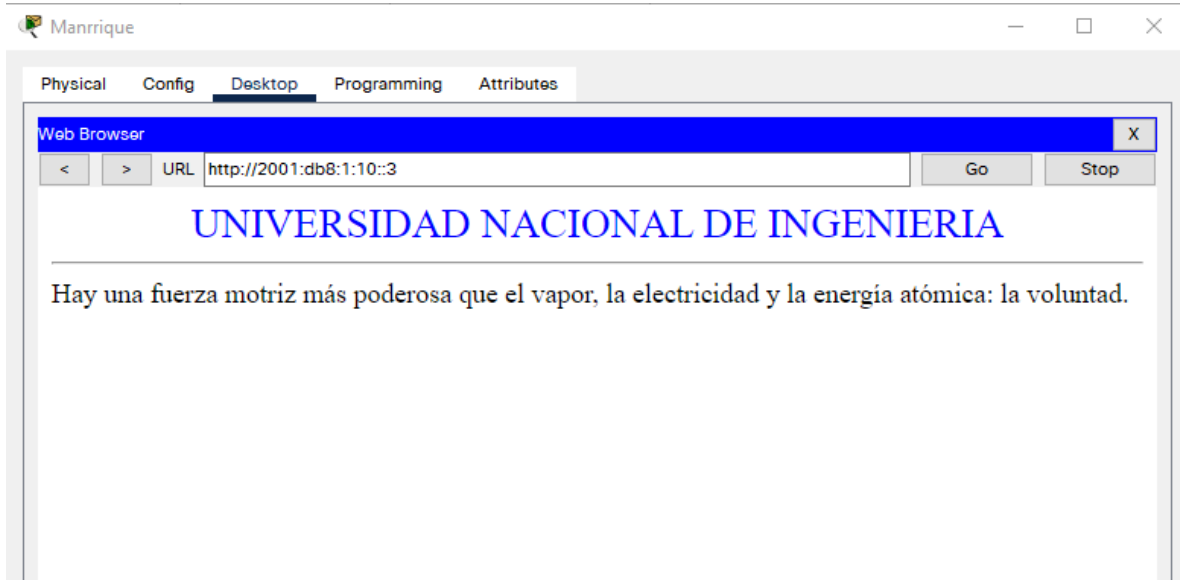 Manrrique
Physical Config Desktop Programming Attributes
Web Browser X
< > URL http://2001:db8:1:10::3 Go Stop
UNIVERSIDAD NACIONAL DE INGENIERIA
Hay una fuerza motriz más poderosa que el vapor, la electricidad y la energía atómica: la voluntad.